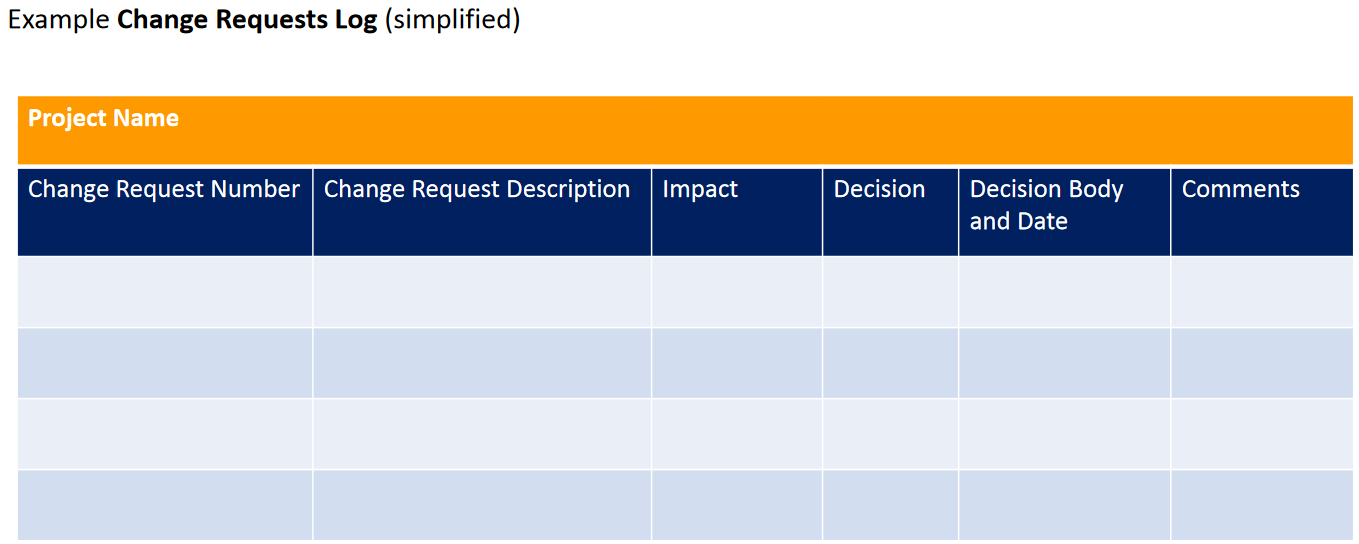 Example Change Requests Log (simplified)
Project Name
Change Request Number
Change Request Description
Impact
Decision
Decision Body
and Date
Comments